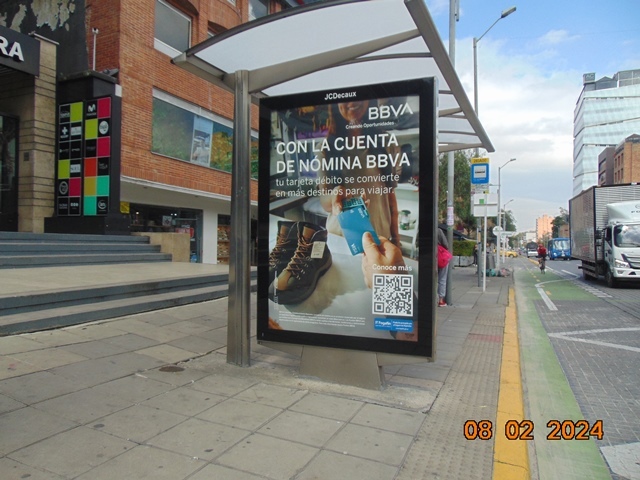 RA
JCDecaux
BBVA
Creando Oportunidades
CON LA CUENTA
DE NÓMINA BBVA
tu tarjeta débito se convierte
en más destinos para viajar.
Conoce más
08 02 2024